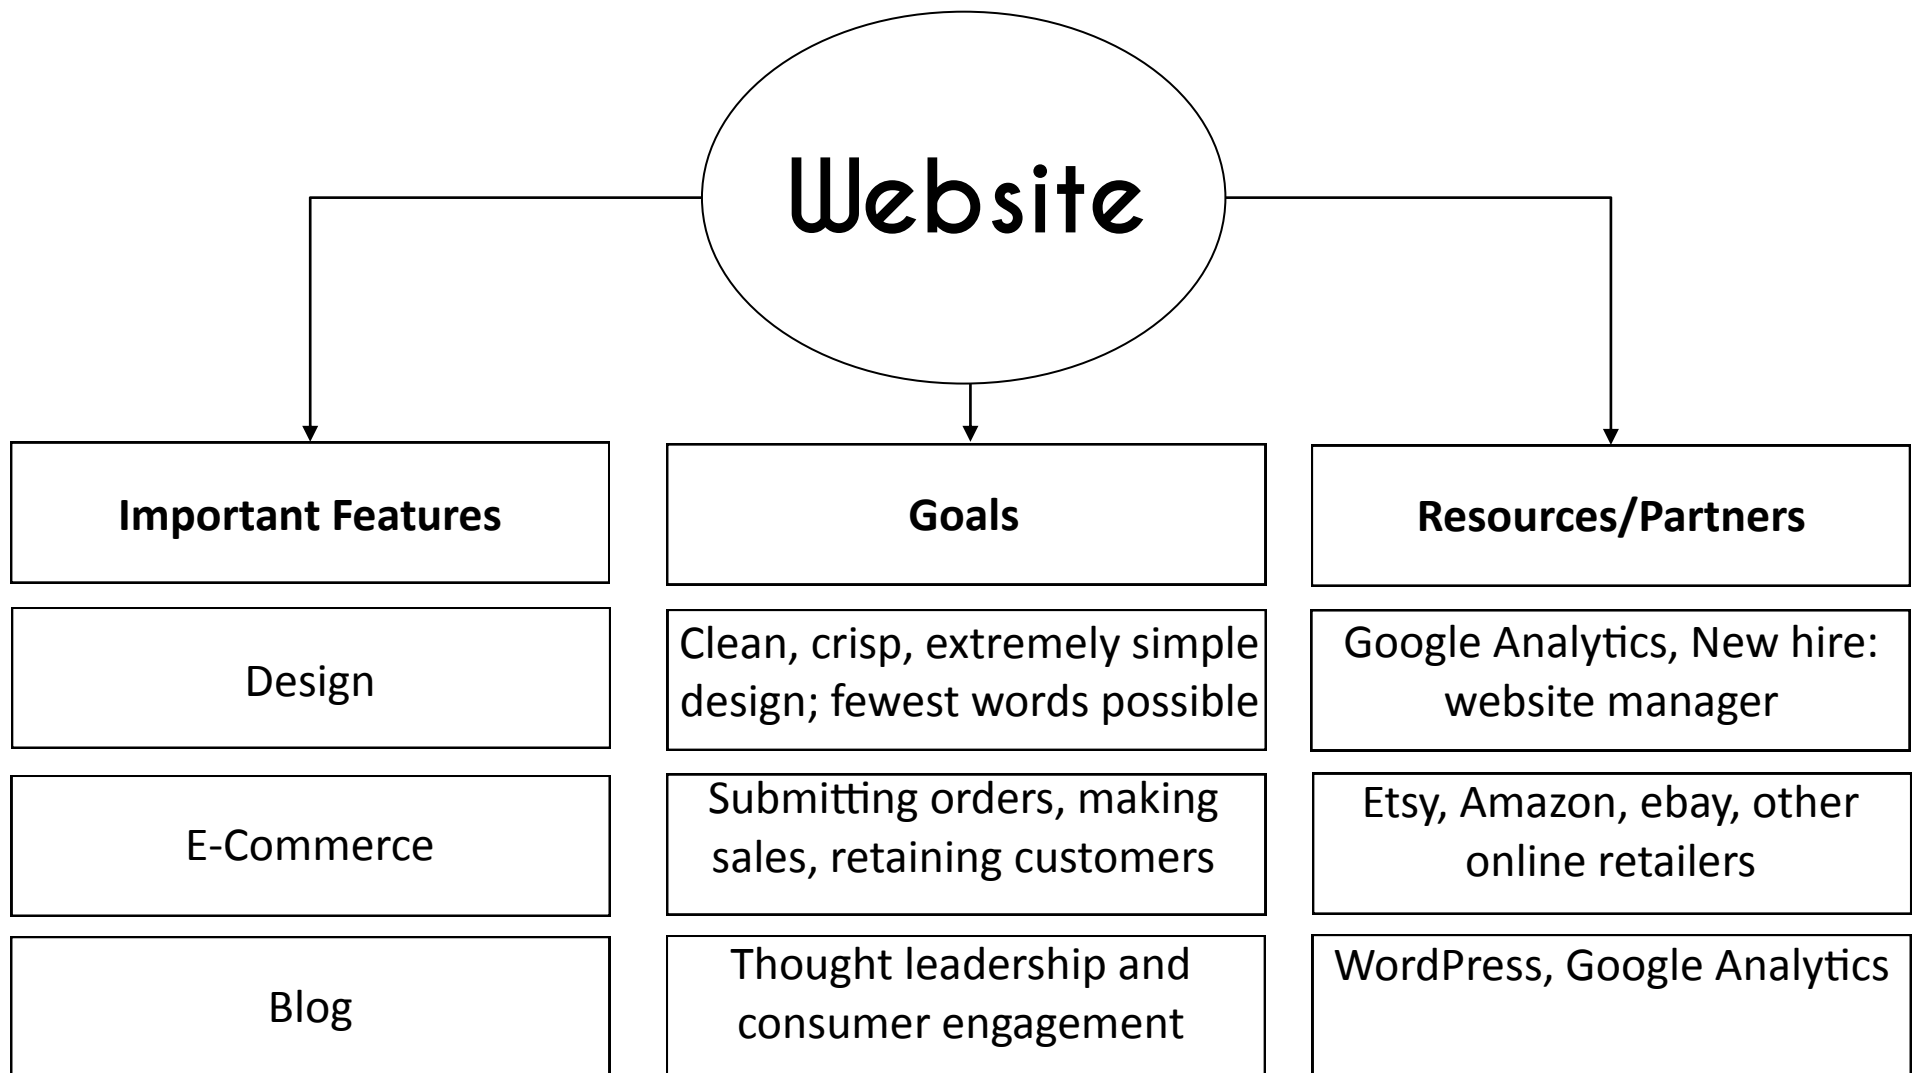 Website
Important Features
Goals
Resources/Partners
Design
Clean, crisp, extremely simple
design; fewest words possible
Google Analytics, New hire:
website manager
E-Commerce
Submitting orders, making
sales, retaining customers
Etsy, Amazon, ebay, other
online retailers
Blog
Thought leadership and
consumer engagement
WordPress, Google Analytics